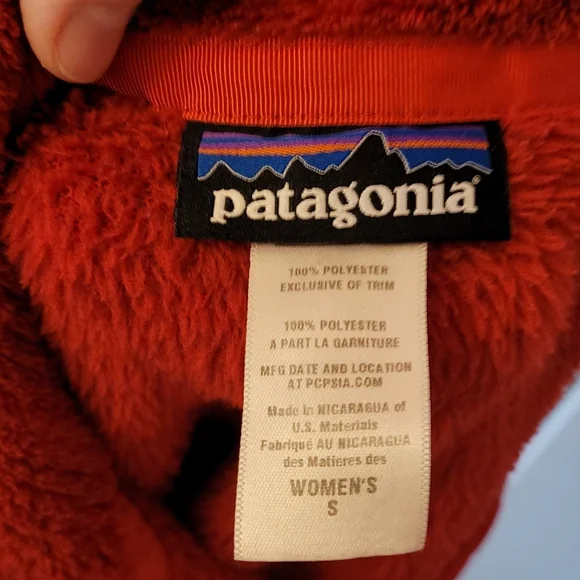 patagonia®
100% POLYESTER
EXCLUSIVE OF TRIM
100% POLYESTER
A PART LA GARNITURE
MFG DATE AND LOCATION
AT PCPSIA.COM
Made in NICARAGUA of
U.S. Materials
Fabriqué AU NICARAGUA
des Matieres des
WOMEN'S
S